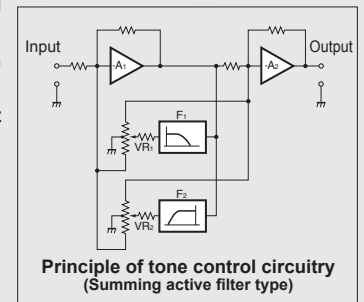 Input
Output
-A1
-A2
F1
VR1
F2
VR2
Principle of tone control circuitry
(Summing active filter type)